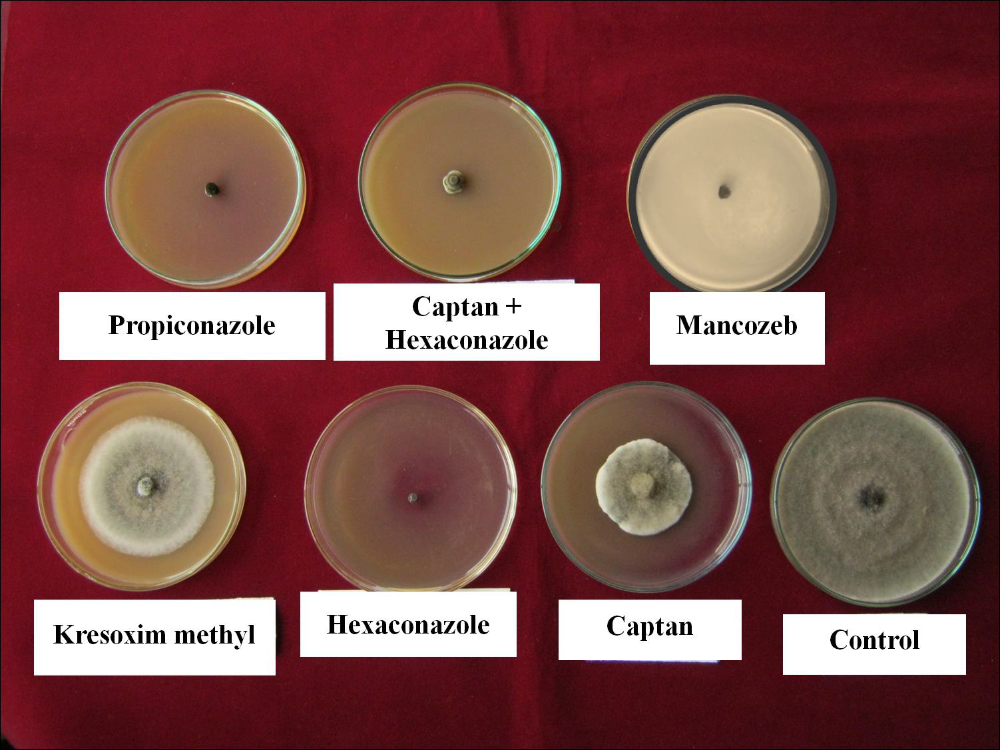 Propiconazole
Captan +
Hexaconazole
Mancozeb
Kresoxim methyl
Hexaconazole
Captan
Control